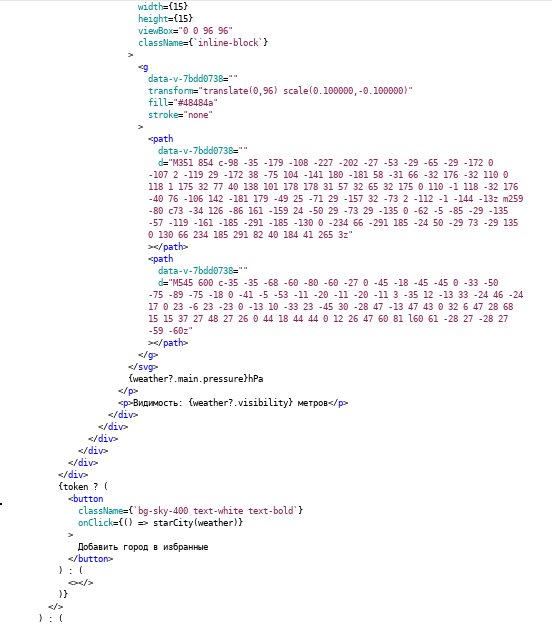 width={15}
height={15}
viewBox="0 0 96 96"
className={`inline-block`}
>
<g
data-v-7bdd0738=""
transform="translate(0,96) scale(0.100000,-0.100000)"
fill="#48484a"
stroke="none"
>
<path
data-v-7bdd0738=""
d="M351 854 c-98 -35 -179 -108 -227 -202 -27 -53 -29 -65 -29 -172 0
-107 2 -119 29 -172 38 -75 104 -141 180 -181 58 -31 66 -32 176 -32 110 0
118 1 175 32 77 40 138 101 178 178 31 57 32 65 32 175 0 110 -1 118 -32 176
-40 76 -106 142 -181 179 -49 25 -71 29 -157 32 -73 2 -112 -1 -144 -13z m259
-80 c73 -34 126 -86 161 -159 24 -50 29 -73 29 -135 0 -62 -5 -85 -29 -135
-57 -119 -161 -185 -291 -185 -130 0 -234 66 -291 185 -24 50 -29 73 -29 135
0 130 66 234 185 291 82 40 184 41 265 3z"
></path>
<path
data-v-7bdd0738=""
d="M545 600 c-35 -35 -68 -60 -80 -60 -27 0 -45 -18 -45 -45 0 -33 -50
-75 -89 -75 -18 0 -41 -5 -53 -11 -20 -11 -20 -11 3 -35 12 -13 33 -24 46 -24
17 0 23 -6 23 -23 0 -13 10 -33 23 -45 30 -28 47 -13 47 43 0 32 6 47 28 68
15 15 37 27 48 27 26 0 44 18 44 44 0 12 26 47 60 81 l60 61 -28 27 -28 27
-59 -60z"
></path>
</g>
</svg>
{weather?.main.pressure}hPa
</p>
<p>Видимость: {weather?.visibility} метров</p>
</div>
</div>
</div>
</div>
</div>
</div>
{token ? (
<button
className={`bg-sky-400 text-white text-bold`}
onClick={() => starCity(weather)}
>
Добавить город в избранные
</button>
) : (
<></>
)}
</>
) : (